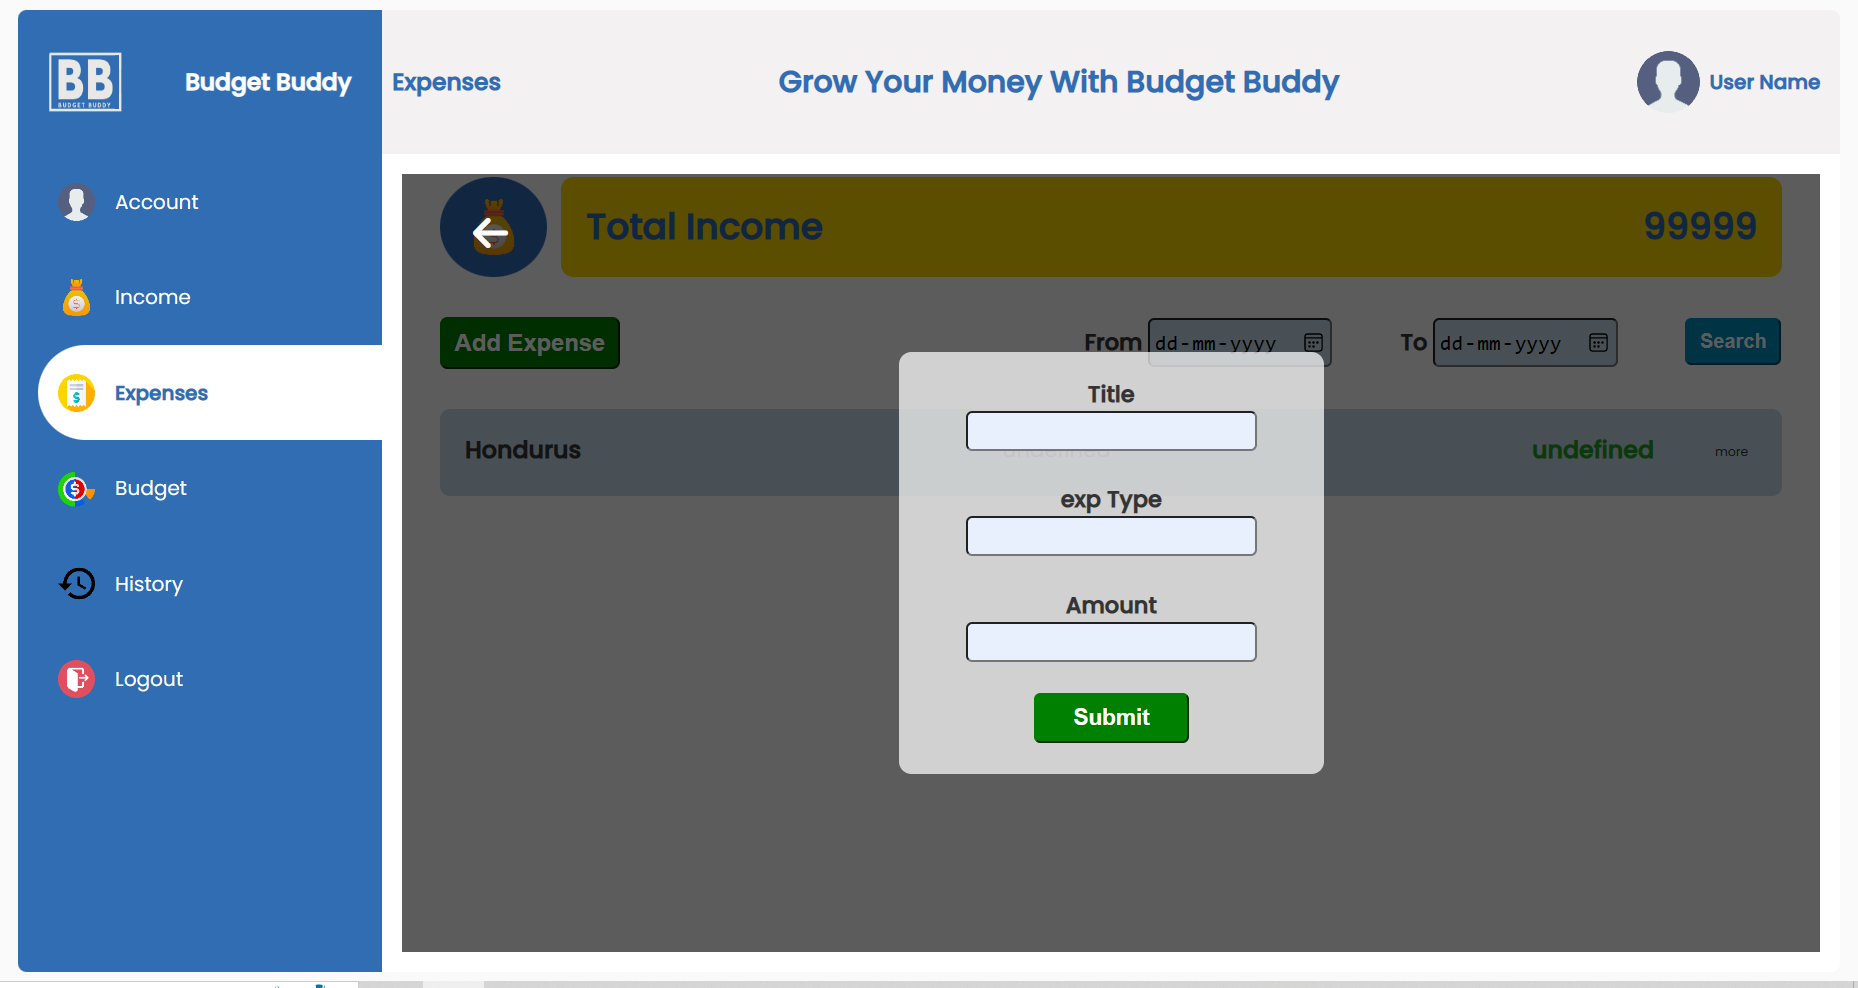 BB
BUDGET BUDDY
Budget Buddy
Expenses
Grow Your Money With Budget Buddy
User Name
Account
Income
Expenses
Budget
History
Logout
Total Income
99999
Add Expense
From
dd-mm-yyyy
To
dd-mm-yyyy
Search
Hondurus
undefined
undefined
more
Title
exp Type
Amount
Submit